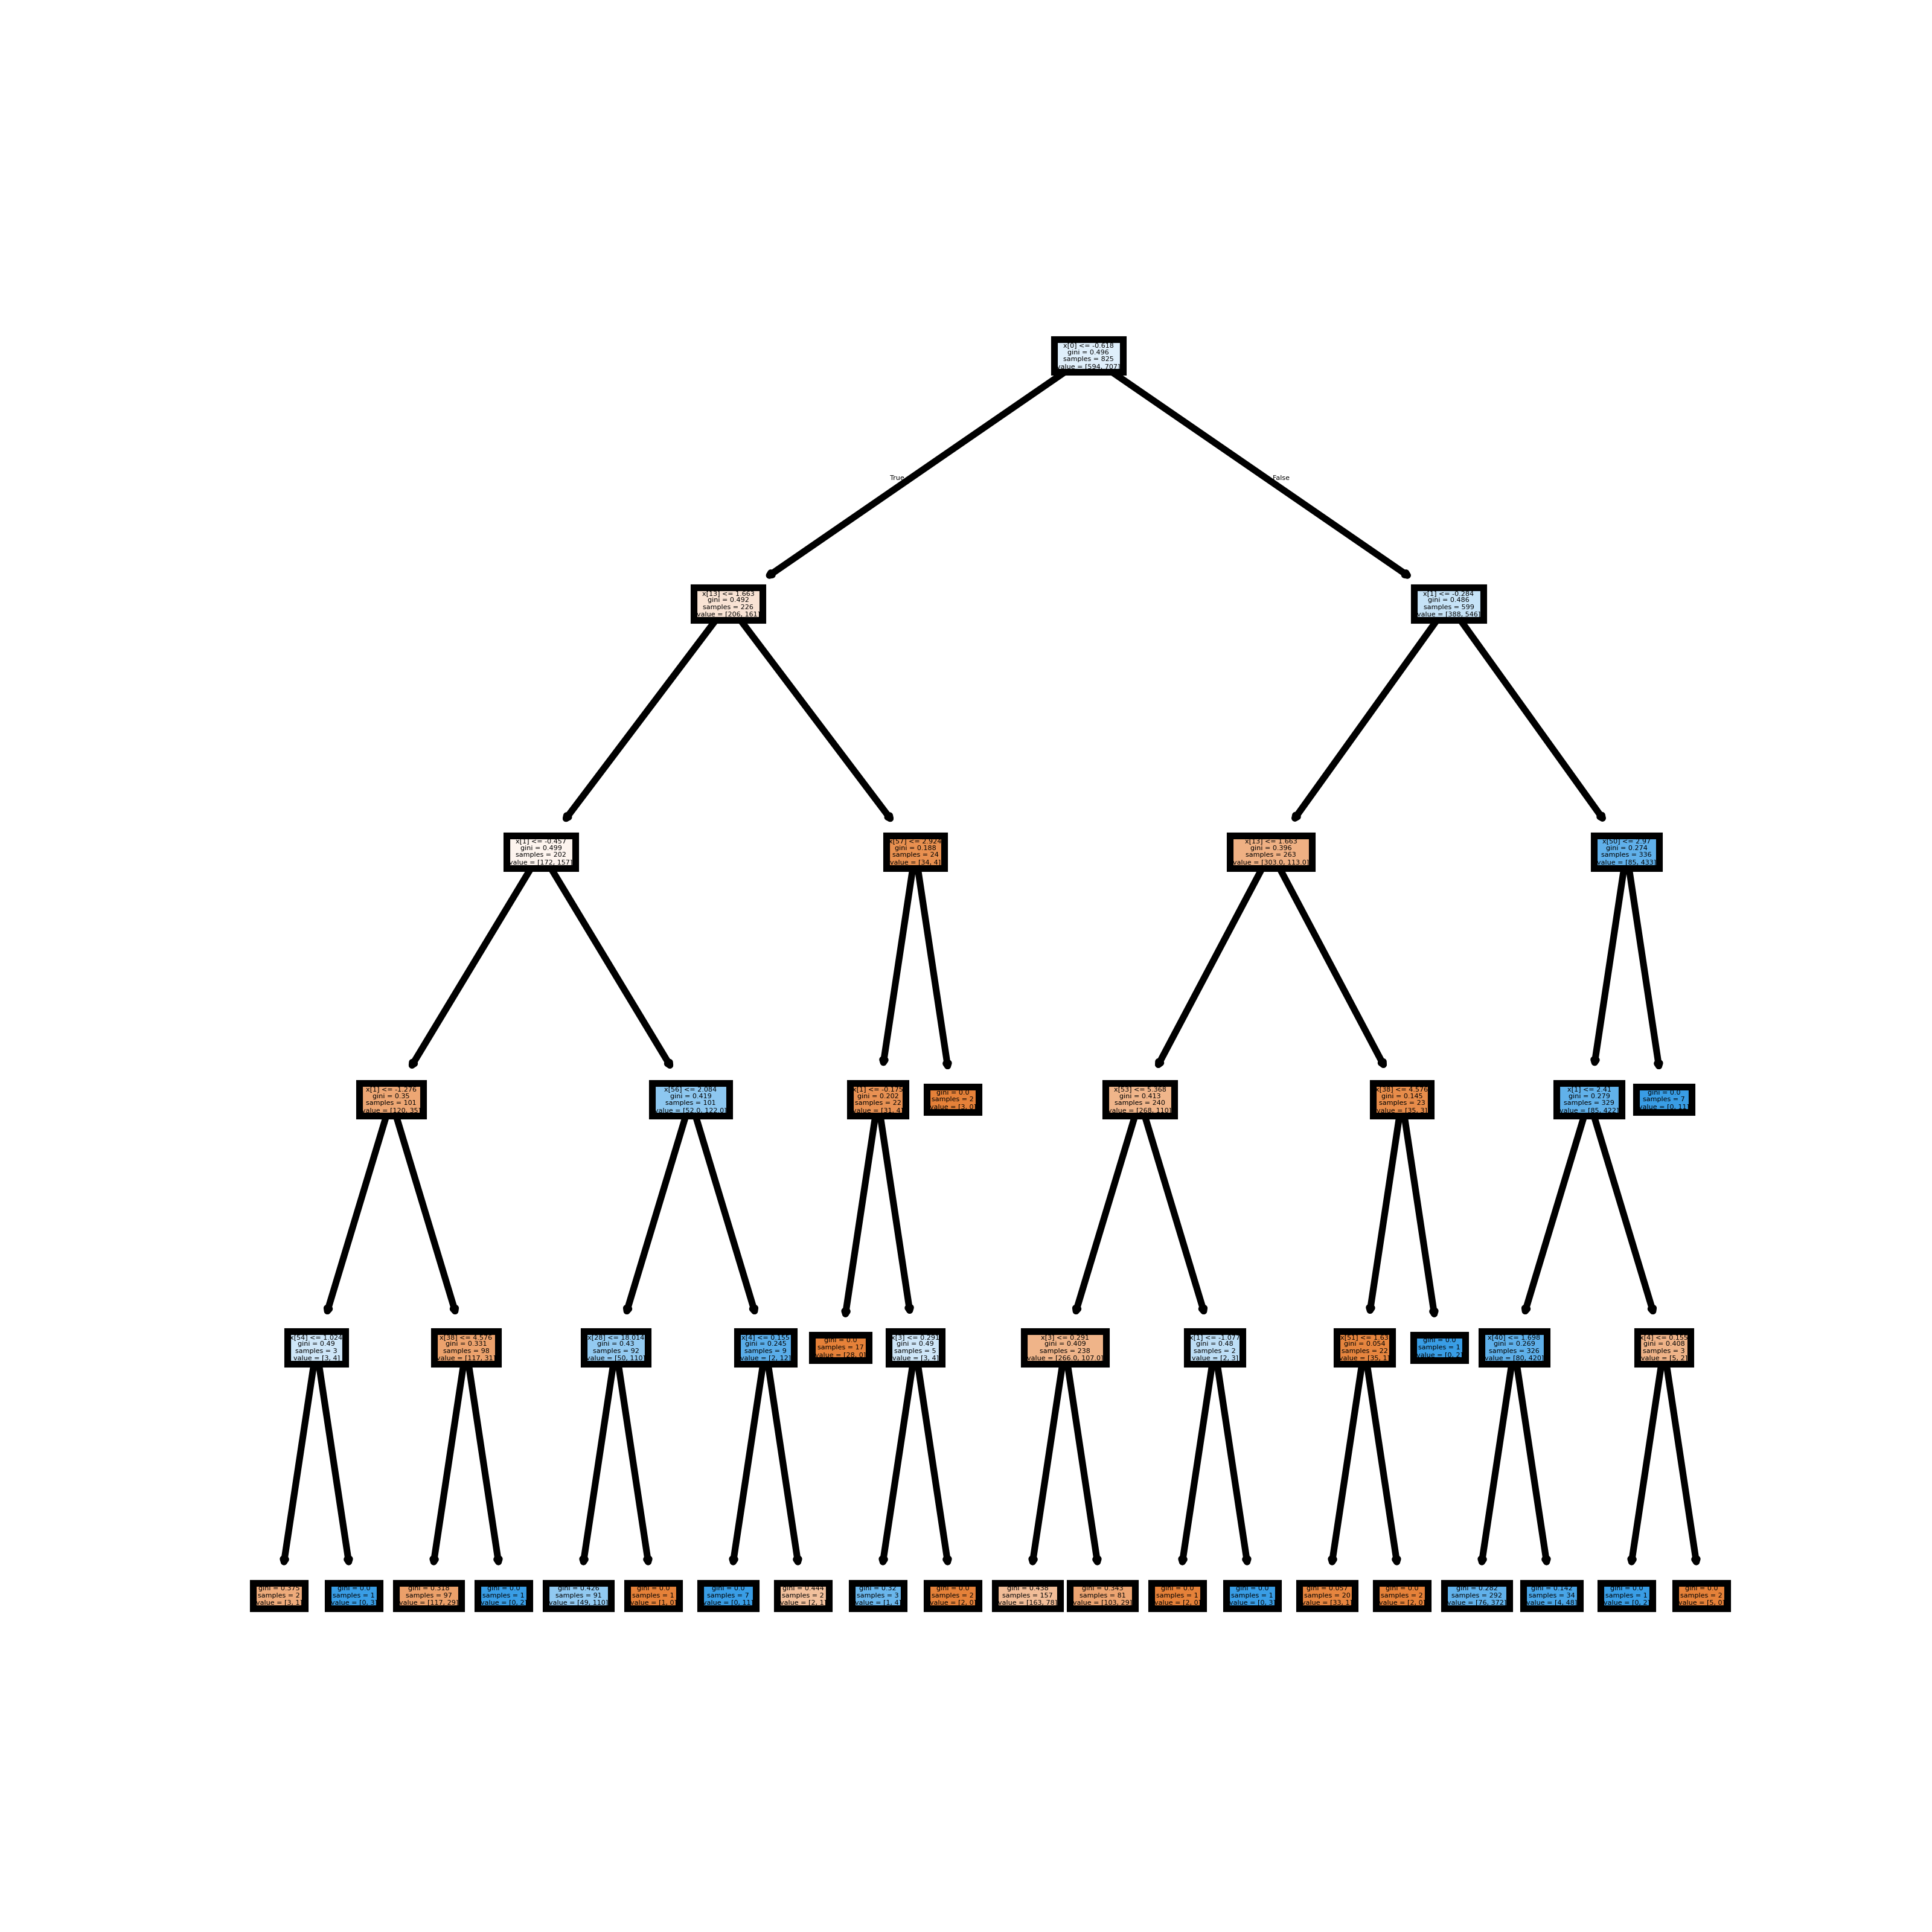 x[0] <= -0.618
gini = 0.496
samples = 825
value = [594, 707]
True
False
x[13] <= 1.663
gini = 0.492
samples = 226
value = [206, 161]
x[1] <= -0.284
gini = 0.486
samples = 599
value = [388, 546]
x[1] <= -0.457
gini = 0.499
samples = 202
value = [172, 157]
x[57] <= 2.924
gini = 0.188
samples = 24
value = [34, 4]
x[13] <= 1.663
gini = 0.396
samples = 263
value = [303.0, 113.0]
x[50] <= 2.97
gini = 0.274
samples = 336
value = [85, 433]
x[1] <= -1.276
gini = 0.35
samples = 101
value = [120, 35]
x[56] <= 2.084
gini = 0.419
samples = 101
value = [52.0, 122.0]
x[1] <= -0.175
gini = 0.202
samples = 22
value = [31, 4]
gini = 0.0
samples = 2
value = [3, 0]
x[53] <= 5.368
gini = 0.413
samples = 240
value = [268, 110]
x[38] <= 4.576
gini = 0.145
samples = 23
value = [35, 3]
x[1] <= 2.41
gini = 0.279
samples = 329
value = [85, 422]
gini = 0.0
samples = 7
value = [0, 11]
x[54] <= 1.024
gini = 0.49
samples = 3
value = [3, 4]
x[38] <= 4.576
gini = 0.331
samples = 98
value = [117, 31]
x[28] <= 18.014
gini = 0.43
samples = 92
value = [50, 110]
x[4] <= 0.155
gini = 0.245
samples = 9
value = [2, 12]
gini = 0.0
samples = 17
value = [28, 0]
x[3] <= 0.291
gini = 0.49
samples = 5
value = [3, 4]
x[3] <= 0.291
gini = 0.409
samples = 238
value = [266.0, 107.0]
x[1] <= -1.077
gini = 0.48
samples = 2
value = [2, 3]
x[51] <= 1.63
gini = 0.054
samples = 22
value = [35, 1]
gini = 0.0
samples = 1
value = [0, 2]
x[40] <= 1.698
gini = 0.269
samples = 326
value = [80, 420]
x[4] <= 0.155
gini = 0.408
samples = 3
value = [5, 2]
gini = 0.375
samples = 2
value = [3, 1]
gini = 0.0
samples = 1
value = [0, 3]
gini = 0.318
samples = 97
value = [117, 29]
gini = 0.0
samples = 1
value = [0, 2]
gini = 0.426
samples = 91
value = [49, 110]
gini = 0.0
samples = 1
value = [1, 0]
gini = 0.0
samples = 7
value = [0, 11]
gini = 0.444
samples = 2
value = [2, 1]
gini = 0.32
samples = 3
value = [1, 4]
gini = 0.0
samples = 2
value = [2, 0]
gini = 0.438
samples = 157
value = [163, 78]
gini = 0.343
samples = 81
value = [103, 29]
gini = 0.0
samples = 1
value = [2, 0]
gini = 0.0
samples = 1
value = [0, 3]
gini = 0.057
samples = 20
value = [33, 1]
gini = 0.0
samples = 2
value = [2, 0]
gini = 0.282
samples = 292
value = [76, 372]
gini = 0.142
samples = 34
value = [4, 48]
gini = 0.0
samples = 1
value = [0, 2]
gini = 0.0
samples = 2
value = [5, 0]